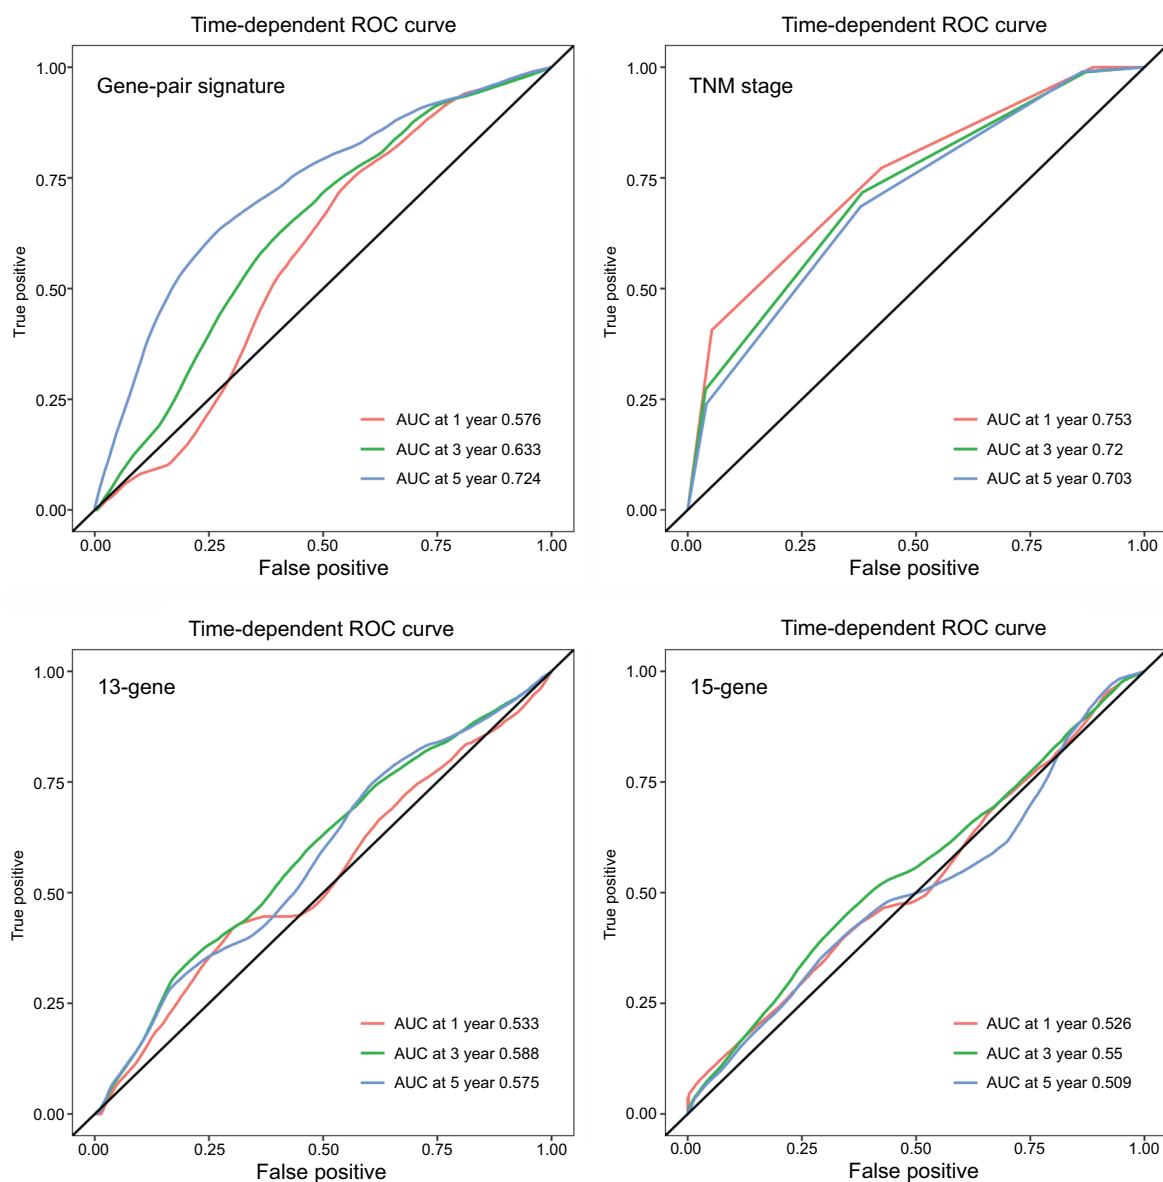 Time-dependent ROC curve
Gene-pair signature
True positive
1.00
0.75
0.50
0.25
0.00
AUC at 1 year 0.576
AUC at 3 year 0.633
AUC at 5 year 0.724
0.00 0.25 0.50 0.75 1.00
False positive
Time-dependent ROC curve
TNM stage
True positive
1.00
0.75
0.50
0.25
0.00
AUC at 1 year 0.753
AUC at 3 year 0.72
AUC at 5 year 0.703
0.00 0.25 0.50 0.75 1.00
False positive
Time-dependent ROC curve
13-gene
True positive
1.00
0.75
0.50
0.25
0.00
AUC at 1 year 0.533
AUC at 3 year 0.588
AUC at 5 year 0.575
0.00 0.25 0.50 0.75 1.00
False positive
Time-dependent ROC curve
15-gene
True positive
1.00
0.75
0.50
0.25
0.00
AUC at 1 year 0.526
AUC at 3 year 0.55
AUC at 5 year 0.509
0.00 0.25 0.50 0.75 1.00
False positive